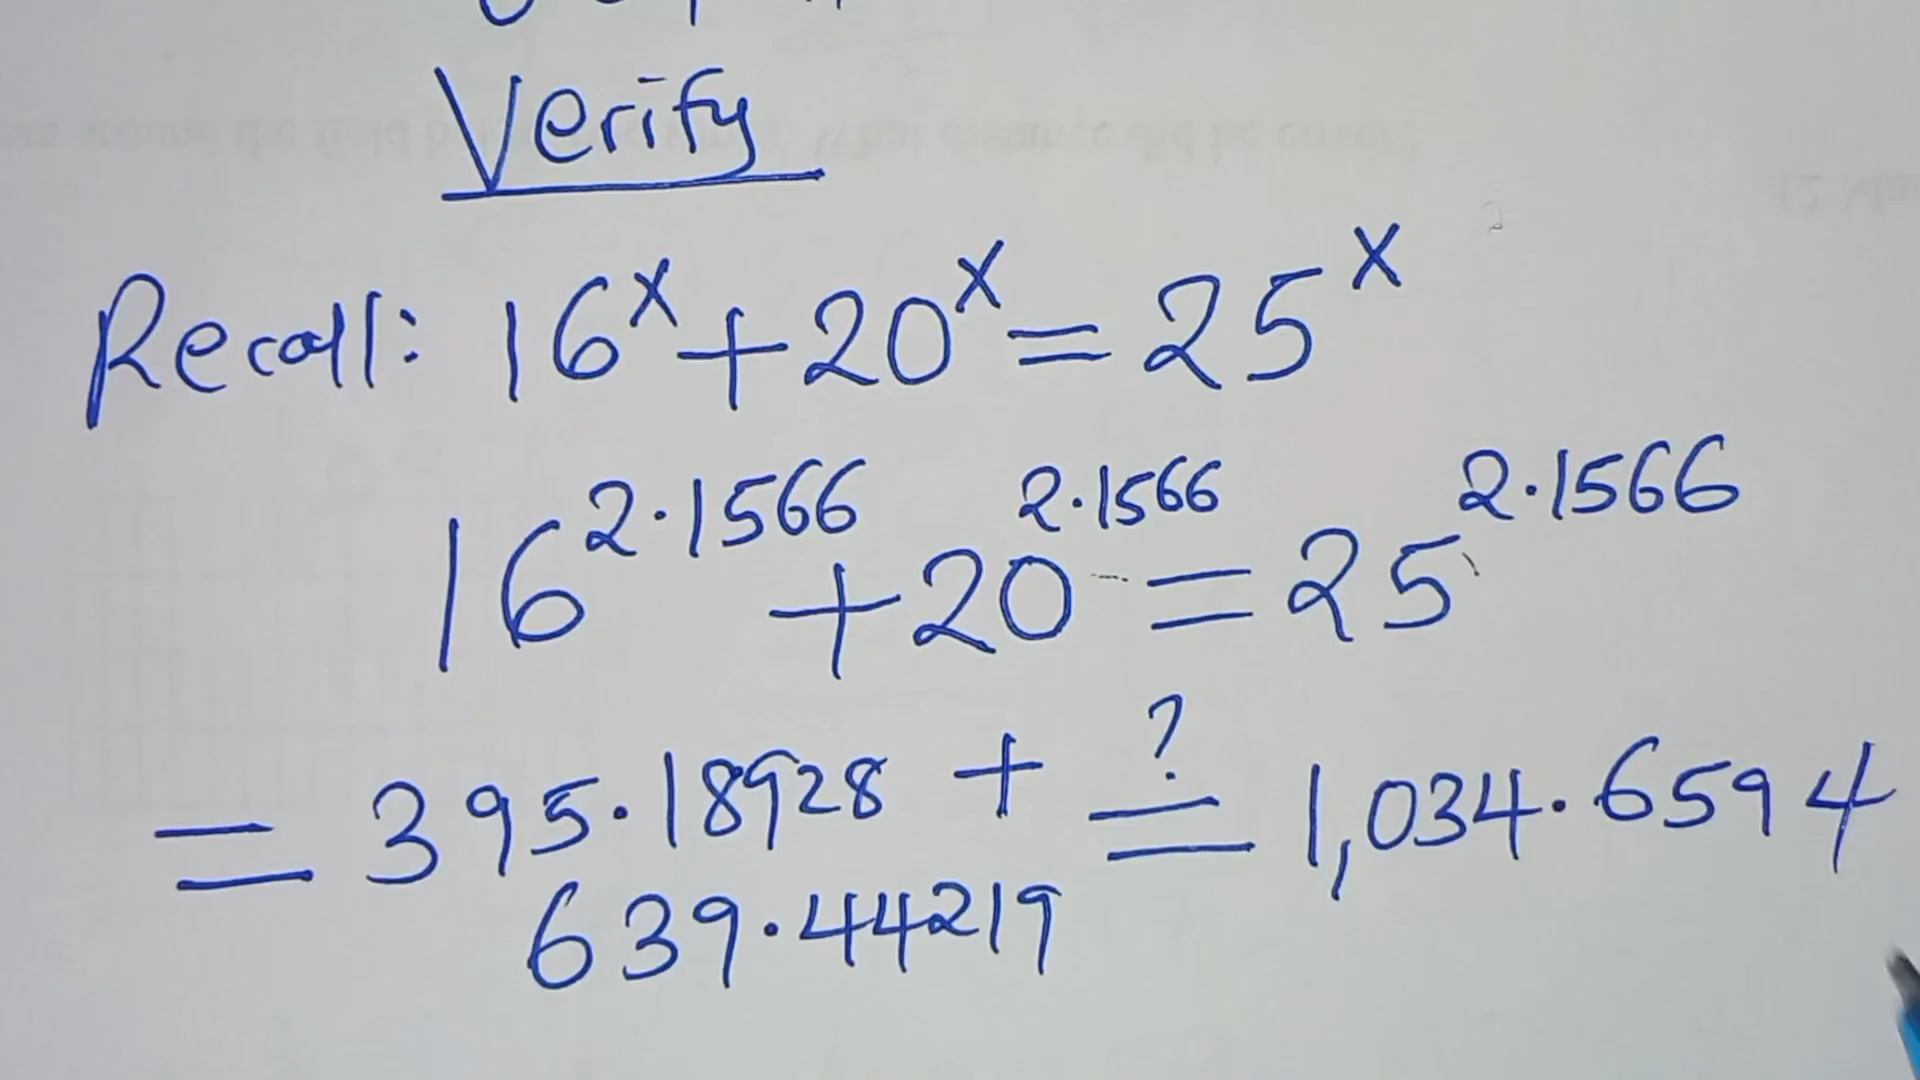 Verify
Recall: 16^x + 20^x = 25^x
16^2.1566 + 20^2.1566 = 25^2.1566
= 395.18928 + ?= 1,034.6594
639.44219